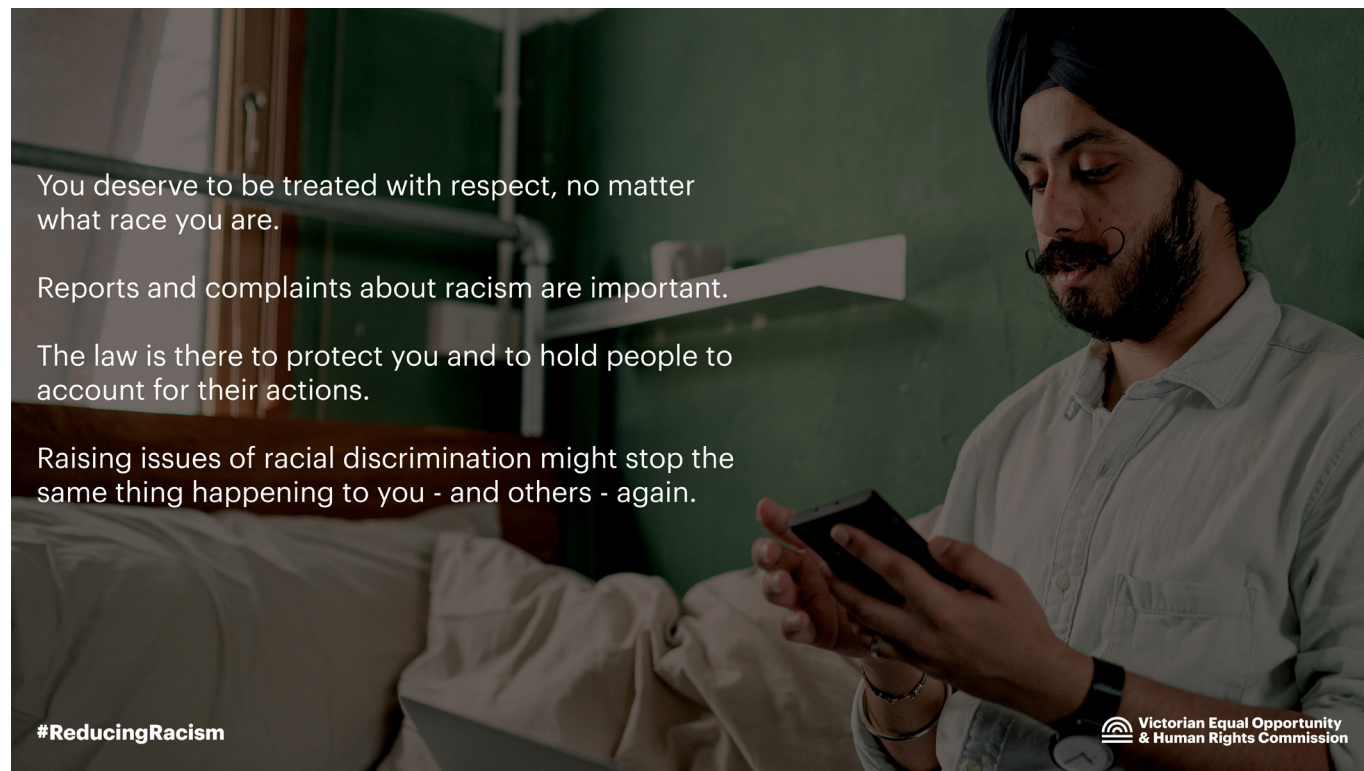 You deserve to be treated with respect, no matter
what race you are.
Reports and complaints about racism are important.
The law is there to protect you and to hold people to
account for their actions.
Raising issues of racial discrimination might stop the
same thing happening to you - and others - again.
#ReducingRacism
Victorian Equal Opportunity
& Human Rights Commission